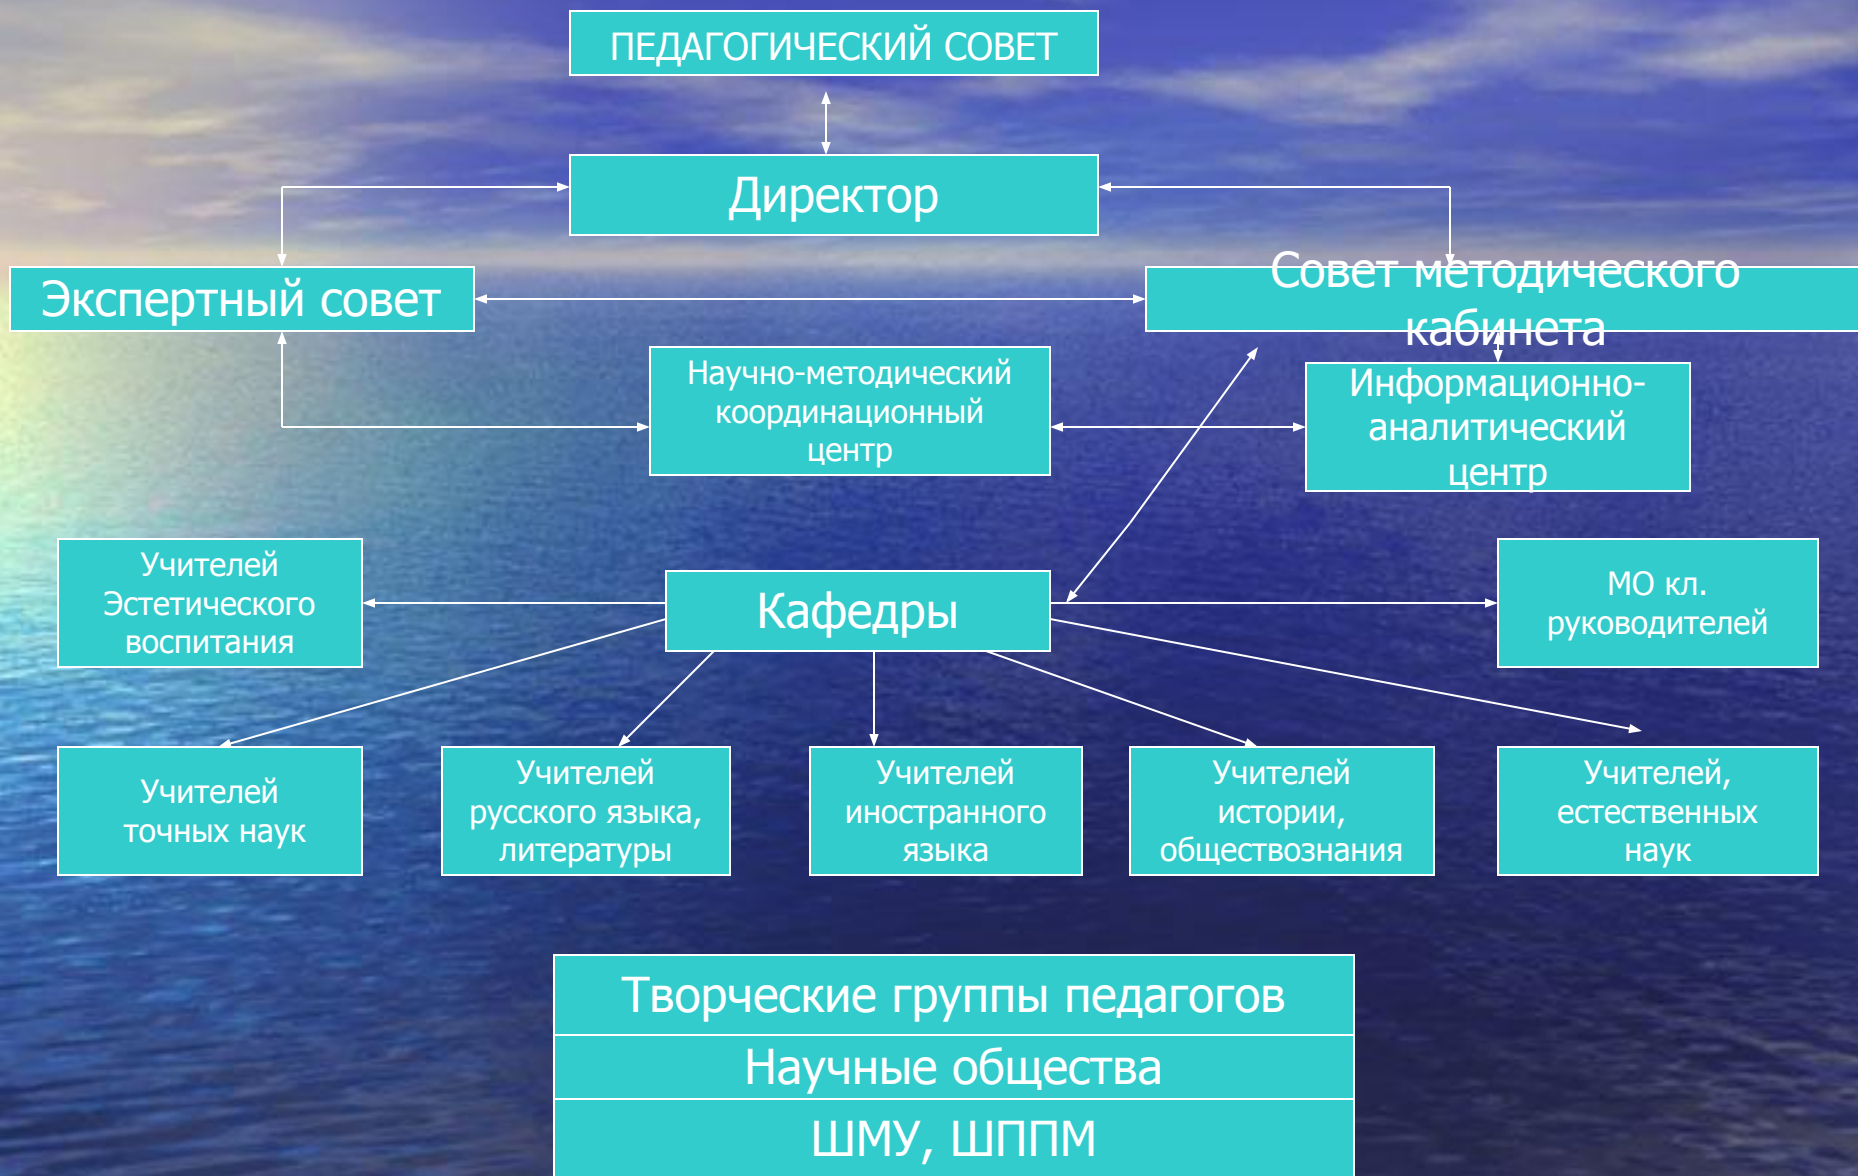 ПЕДАГОГИЧЕСКИЙ СОВЕТ
Директор
Экспертный совет
Совет методического
кабинета
Научно-методический
координационный
центр
Информационно-
аналитический
центр
Учителей
Эстетического
воспитания
Кафедры
МО кл.
руководителей
Учителей
точных наук
Учителей
русского языка,
литературы
Учителей
иностранного
языка
Учителей
истории,
обществознания
Учителей,
естественных
наук
Творческие группы педагогов
Научные общества
ШМУ, ШППМ